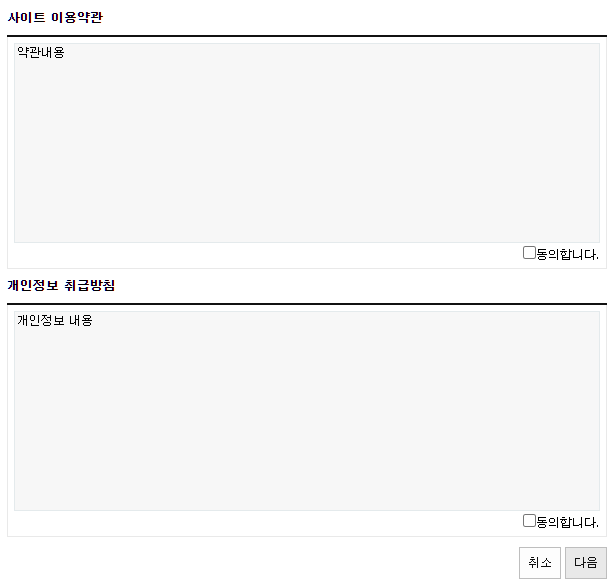 사이트 이용약관
약관내용
동의합니다.
개인정보 취급방침
개인정보 내용
동의합니다.
취소
다음